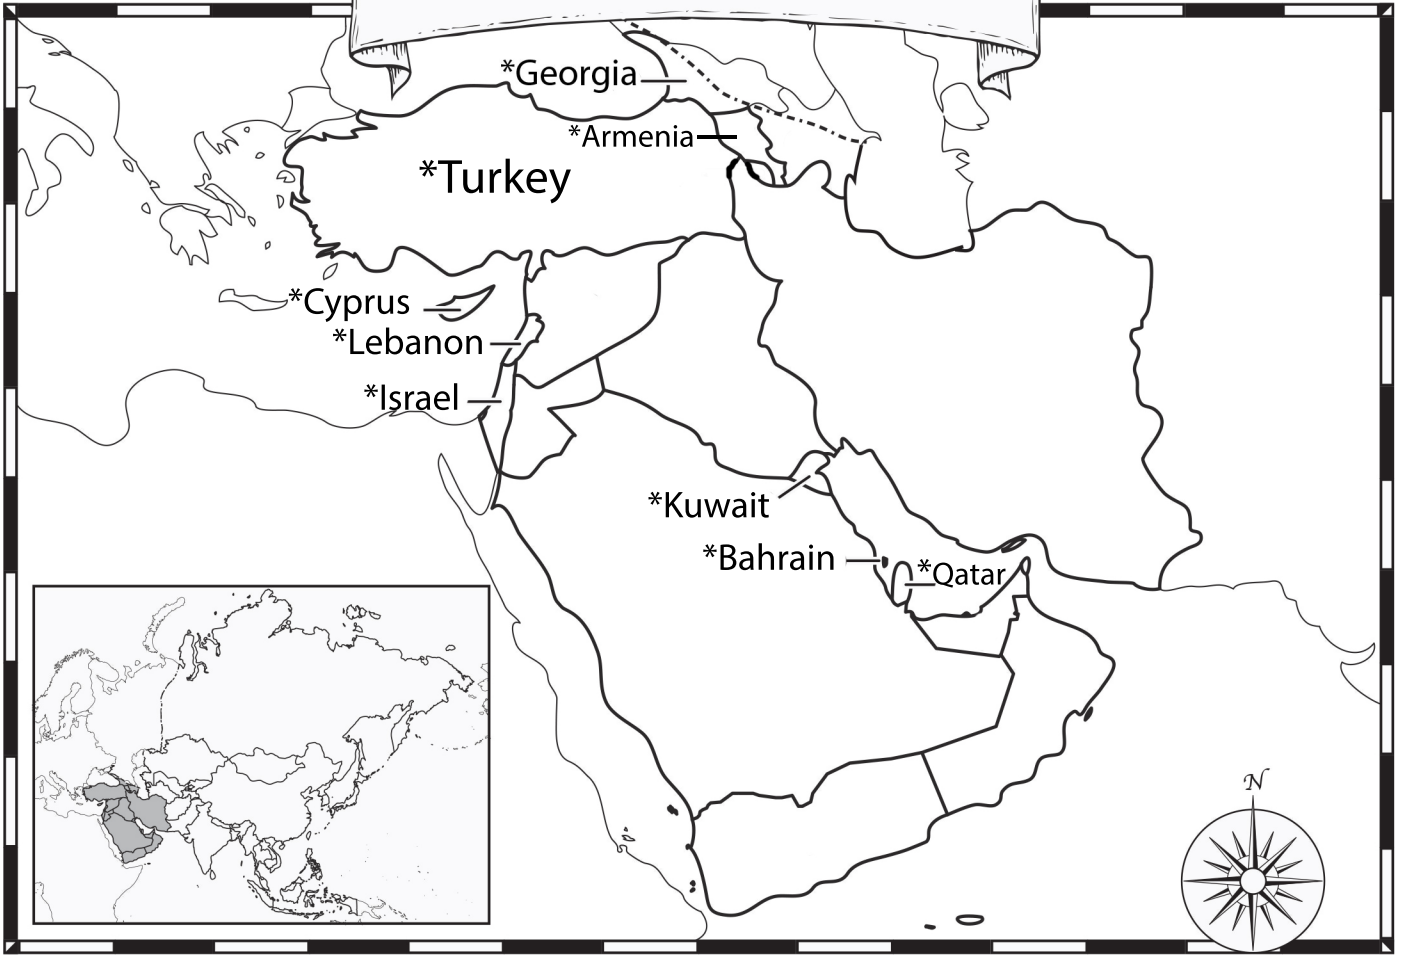 *Georgia
*Armenia
*Turkey
*Cyprus
*Lebanon
*Israel
*Kuwait
*Bahrain
*Qatar
N